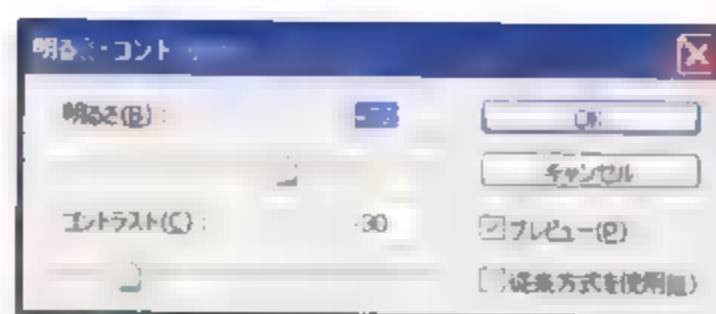 明るさ・コント
明るさ(B):
OK
キャンセル
コントラスト(C): -30
プレビュー(P)
従来方式を使用(L)